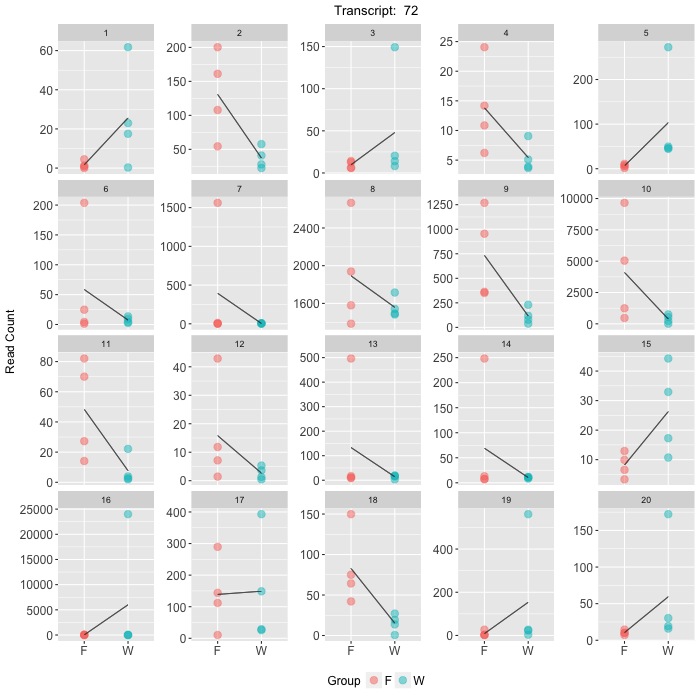 Transcript:  72
1 2 3 4 5
60 200 150 25 200
40 150 100 20 100
20 100 50 15 0
0 50 0 10
5
6 7 8 9 10
200 1500 2400 1250 10000
150 1000 2000 1000 7500
100 500 1600 750 5000
50 0 500 2500
0 250 0
0
Read Count
11 12 13 14 15
80 40 500 250 40
60 30 400 200 30
40 20 300 150 20
20 10 200 100 10
0 0 100 50
0 0
16 17 18 19 20
25000 400 150 400 150
20000 300 100 200 100
15000 200 50 0 50
10000 100 0 0
5000 0
0
F W F W F W F W F W
Group F W